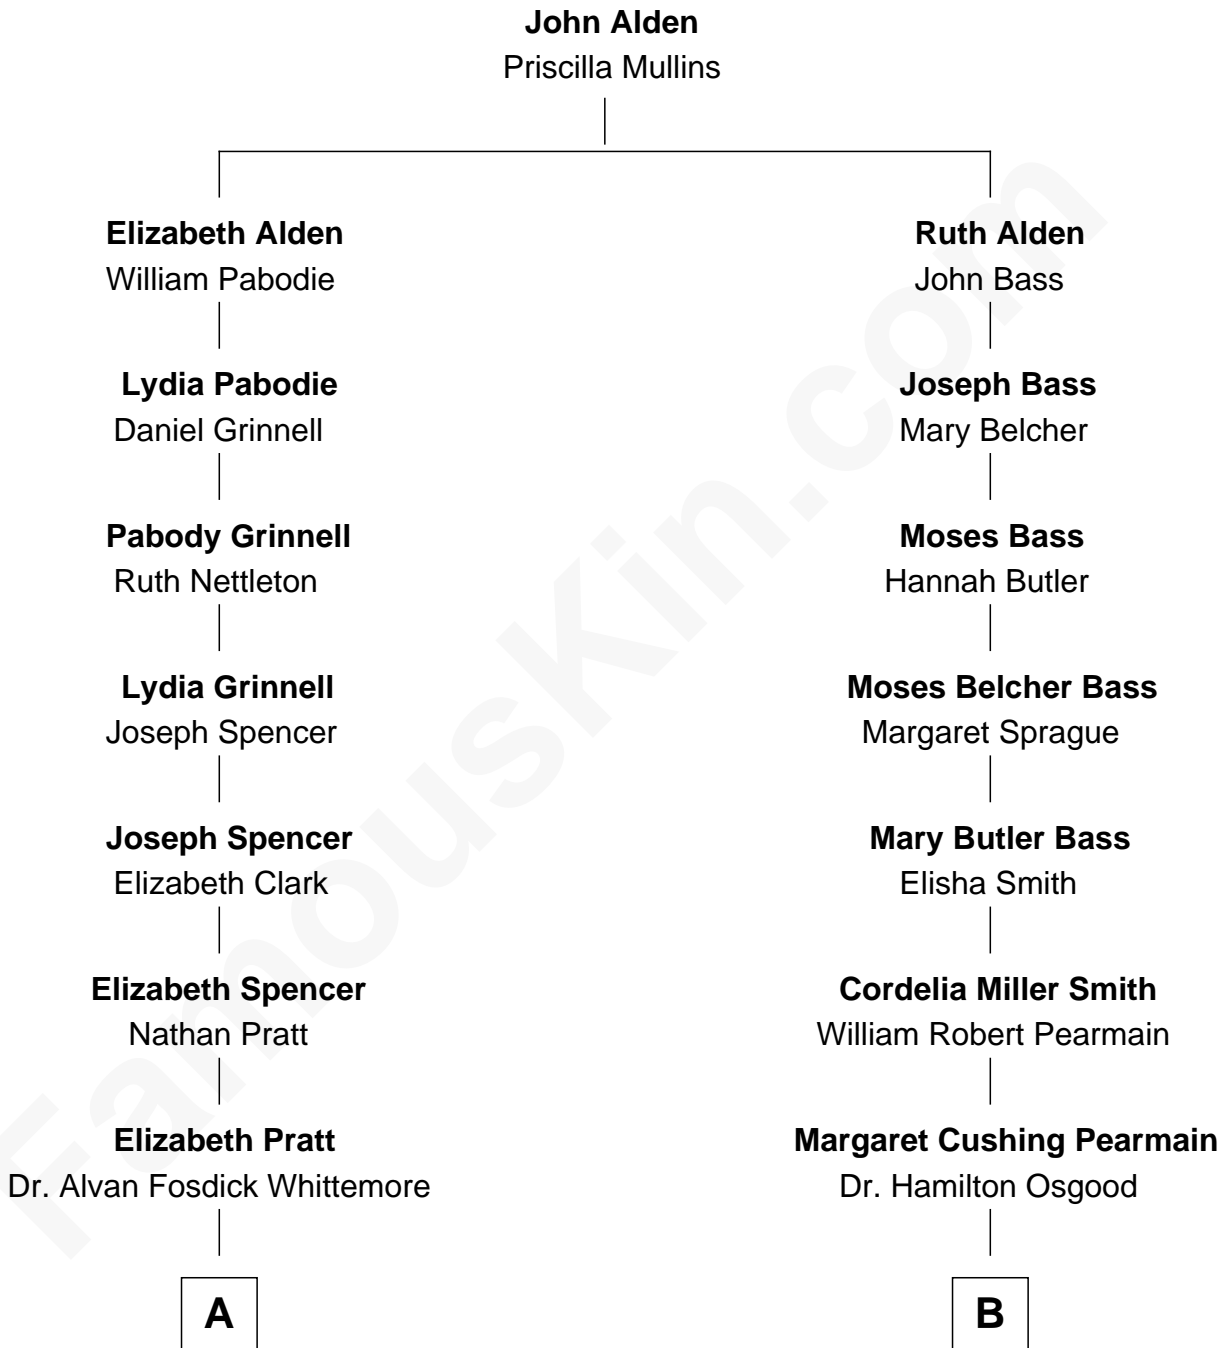 John Alden
Priscilla Mullins
Elizabeth Alden
William Pabodie
Ruth Alden
John Bass
Lydia Pabodie
Daniel Grinnell
Joseph Bass
Mary Belcher
Pabody Grinnell
Ruth Nettleton
Moses Bass
Hannah Butler
Lydia Grinnell
Joseph Spencer
Moses Belcher Bass
Margaret Sprague
Joseph Spencer
Elizabeth Clark
Mary Butler Bass
Elisha Smith
Elizabeth Spencer
Nathan Pratt
Cordelia Miller Smith
William Robert Pearmain
Elizabeth Pratt
Dr. Alvan Fosdick Whittemore
Margaret Cushing Pearmain
Dr. Hamilton Osgood
A
B
FamousKin.com